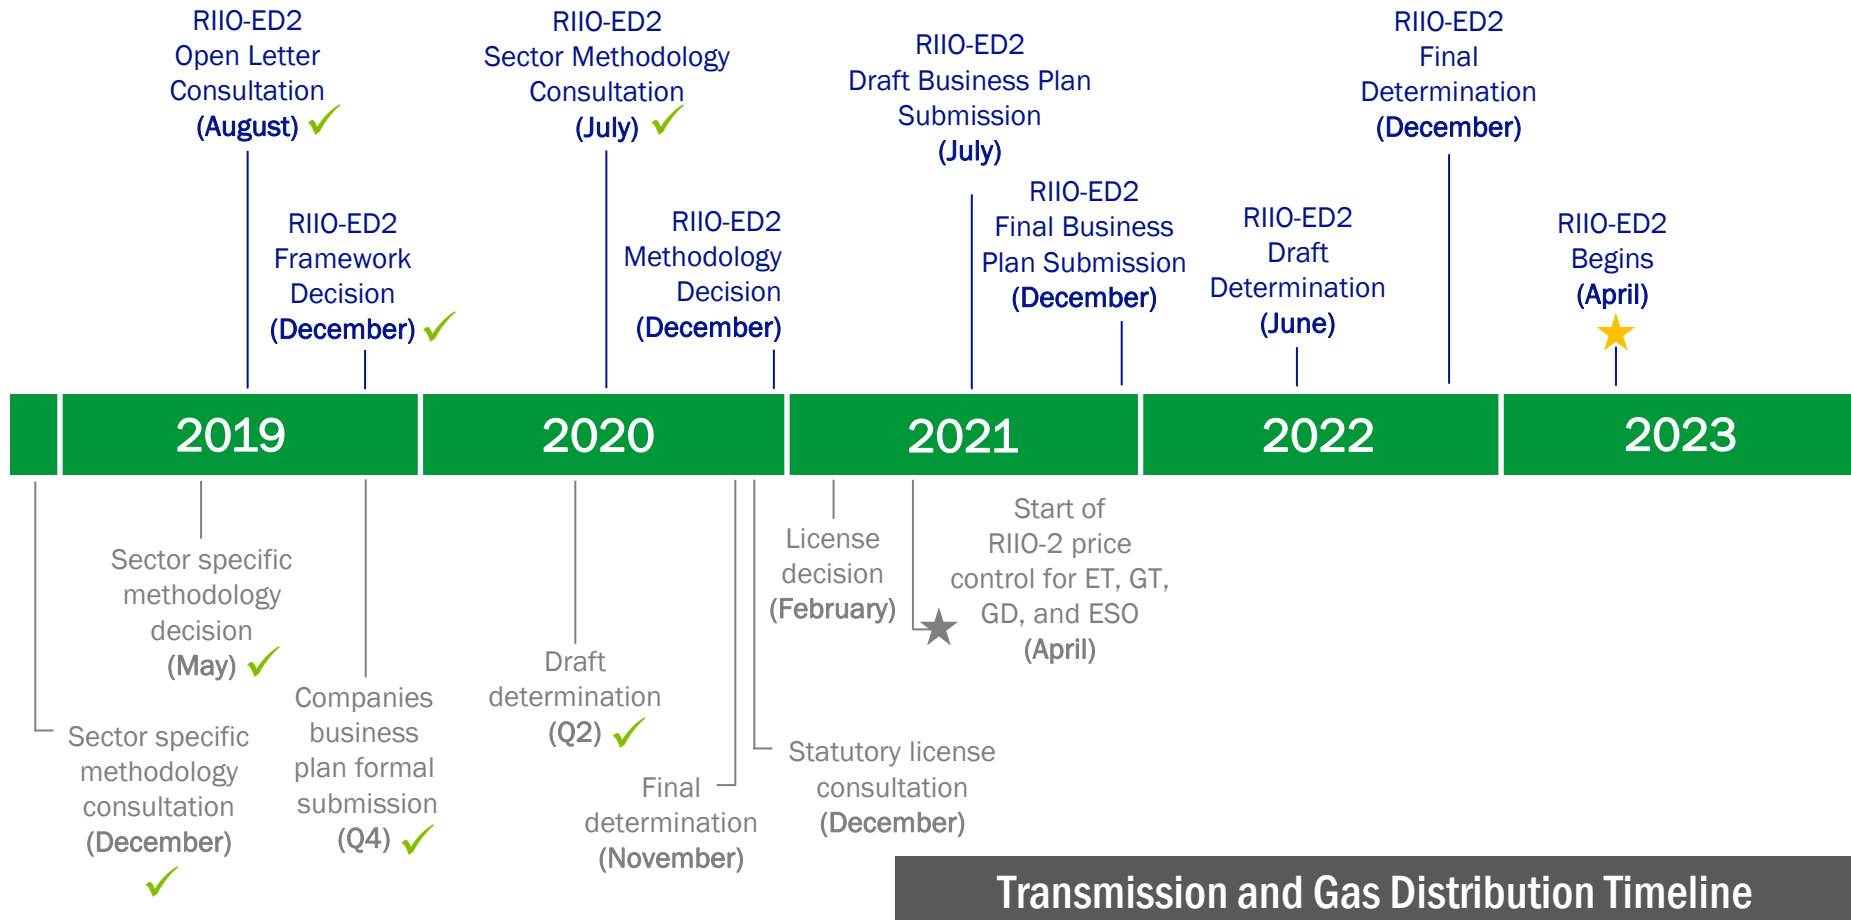 RIIO-ED2
Open Letter
Consultation
(August)
RIIO-ED2
Framework
Decision
(December)
RIIO-ED2
Sector Methodology
Consultation
(July)
RIIO-ED2
Methodology
Decision
(December)
RIIO-ED2
Draft Business Plan
Submission
(July)
RIIO-ED2
Final Business
Plan Submission
(December)
RIIO-ED2
Draft
Determination
(June)
RIIO-ED2
Final
Determination
(December)
RIIO-ED2
Begins
(April)
2019
2020
2021
2022
2023
Sector specific
methodology
consultation
(December)
Sector specific
methodology
decision
(May)
Companies
business
plan formal
submission
(Q4)
Draft
determination
(Q2)
Final
determination
(November)
Statutory license
consultation
(December)
License
decision
(February)
Start of
RIIO-2 price
control for ET, GT,
GD, and ESO
(April)
Transmission and Gas Distribution Timeline